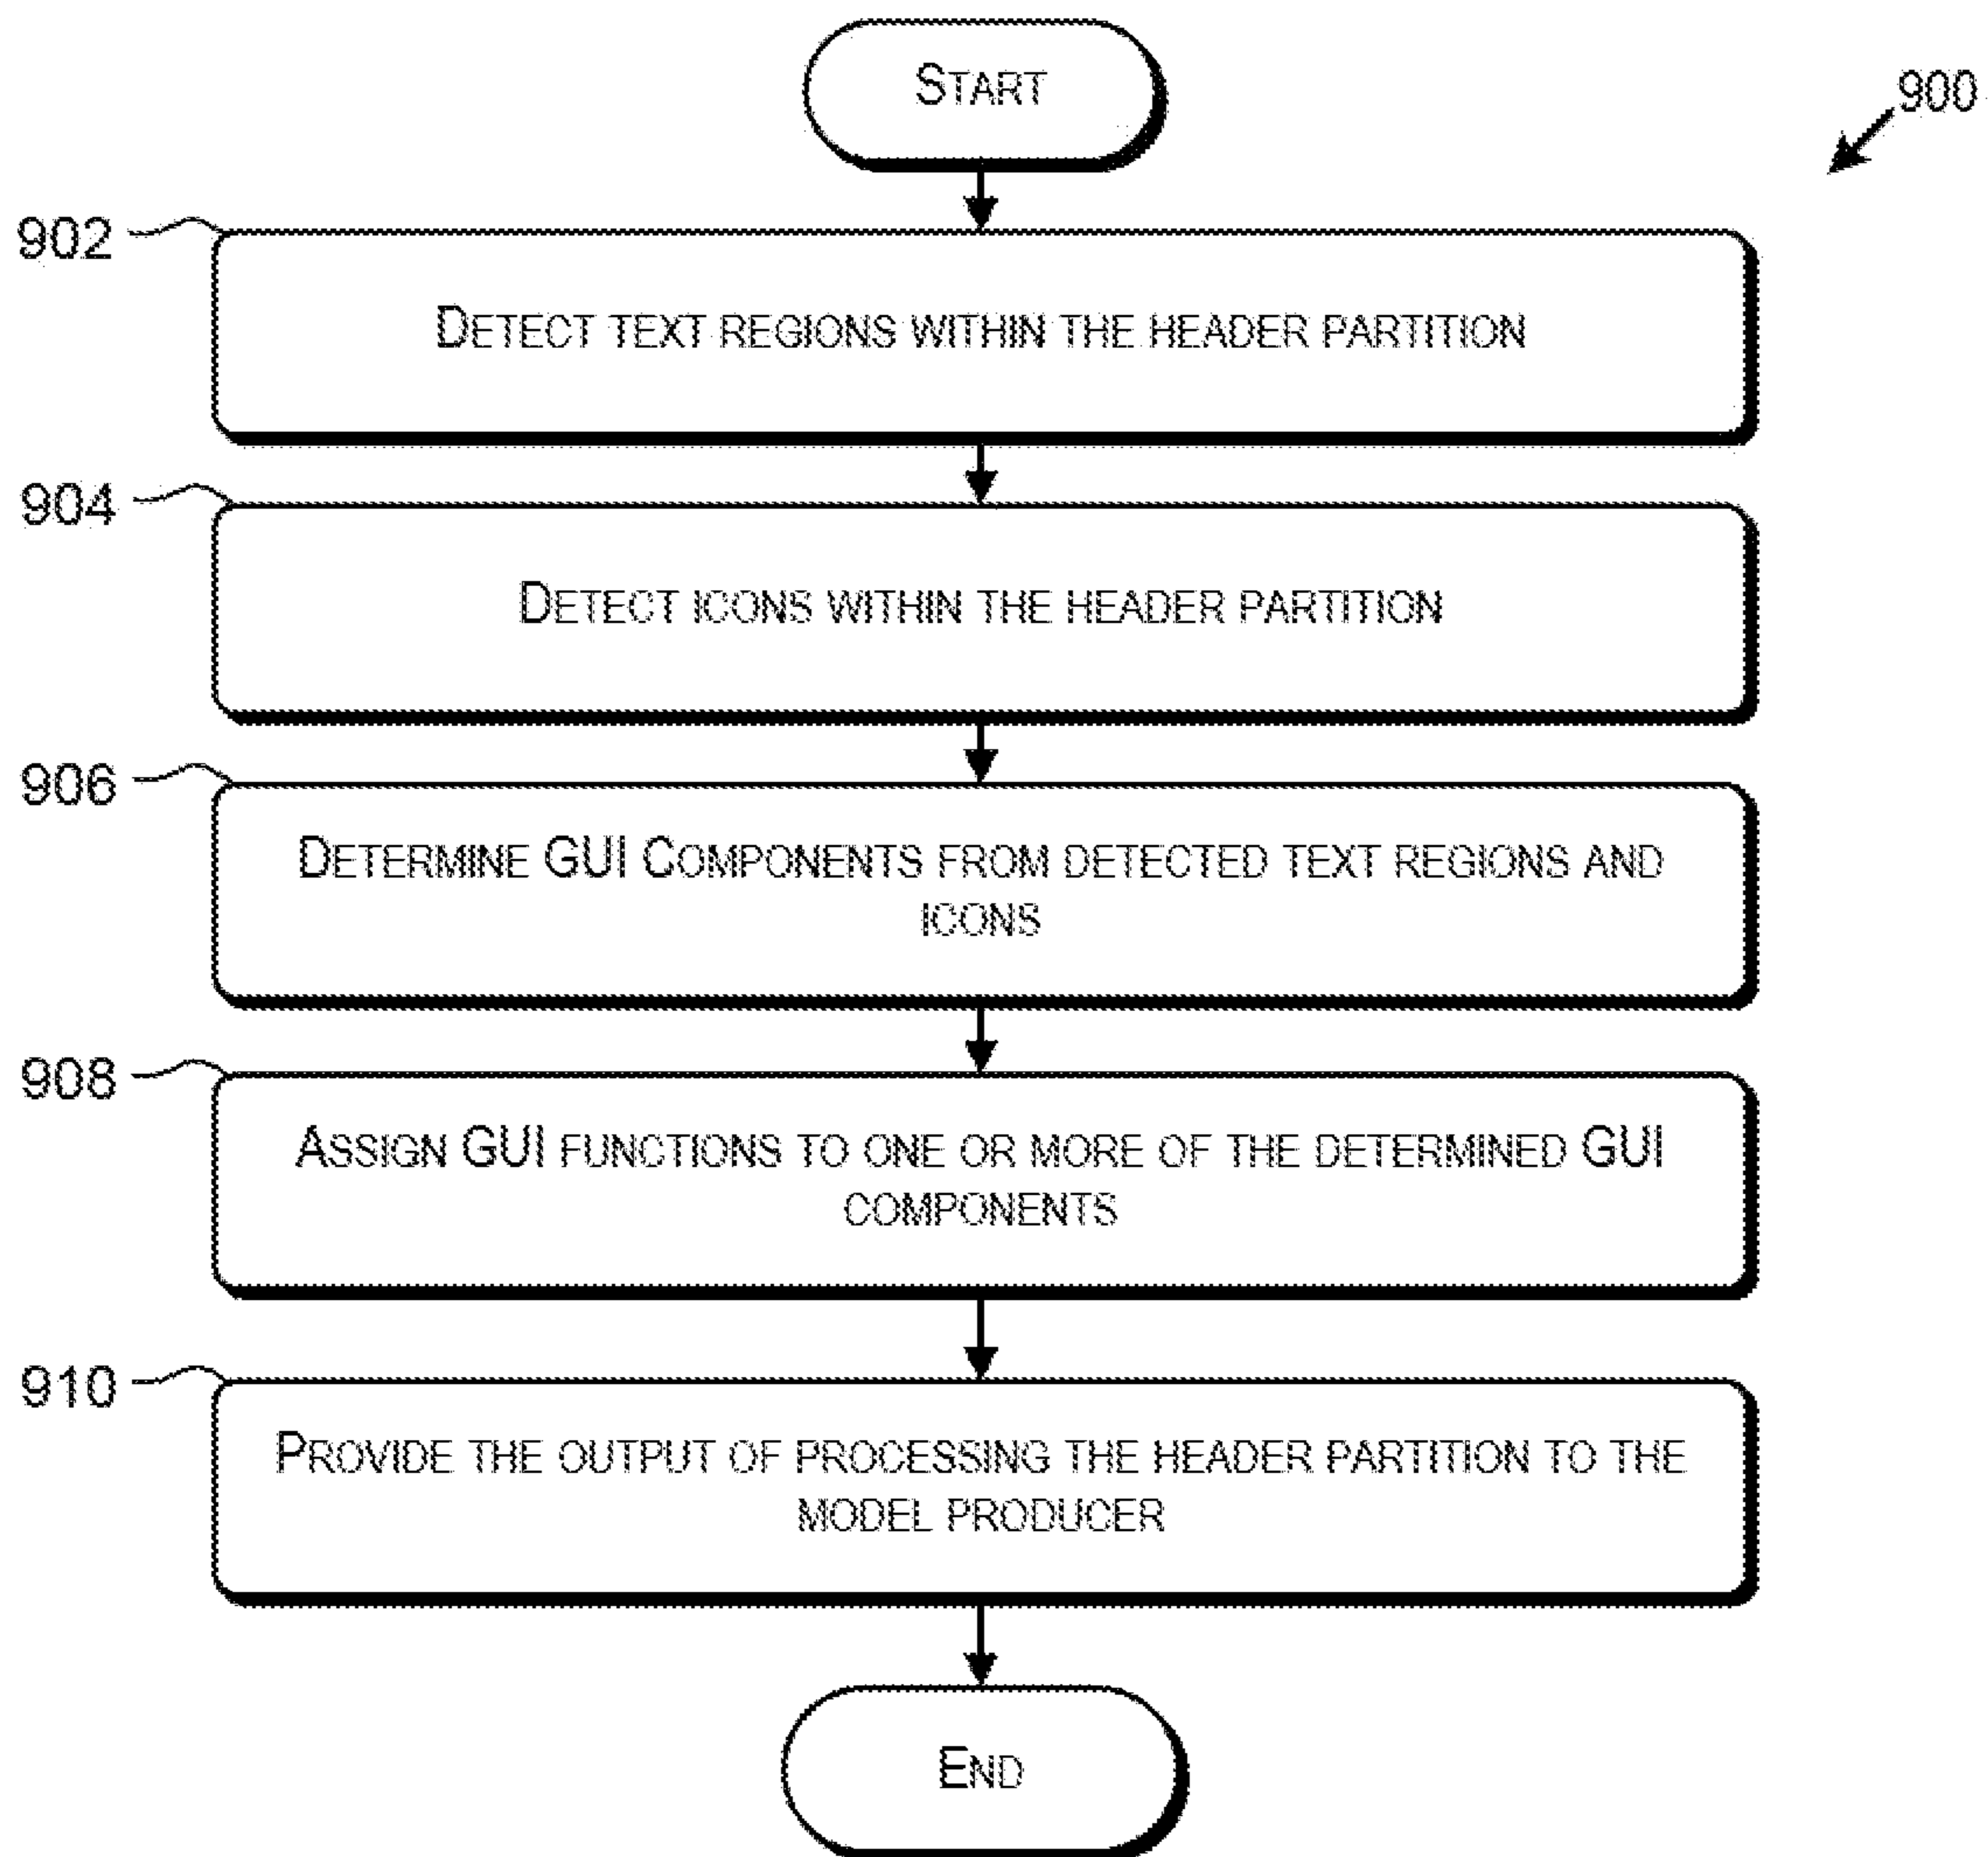 START
900
902
DETECT TEXT REGIONS WITHIN THE HEADER PARTITION
904
DETECT ICONS WITHIN THE HEADER PARTITION
906
DETERMINE GUI COMPONENTS FROM DETECTED TEXT REGIONS AND
ICONS
908
ASSIGN GUI FUNCTIONS TO ONE OR MORE OF THE DETERMINED GUI
COMPONENTS
910
PROVIDE THE OUTPUT OF PROCESSING THE HEADER PARTITION TO THE
MODEL PRODUCER
END